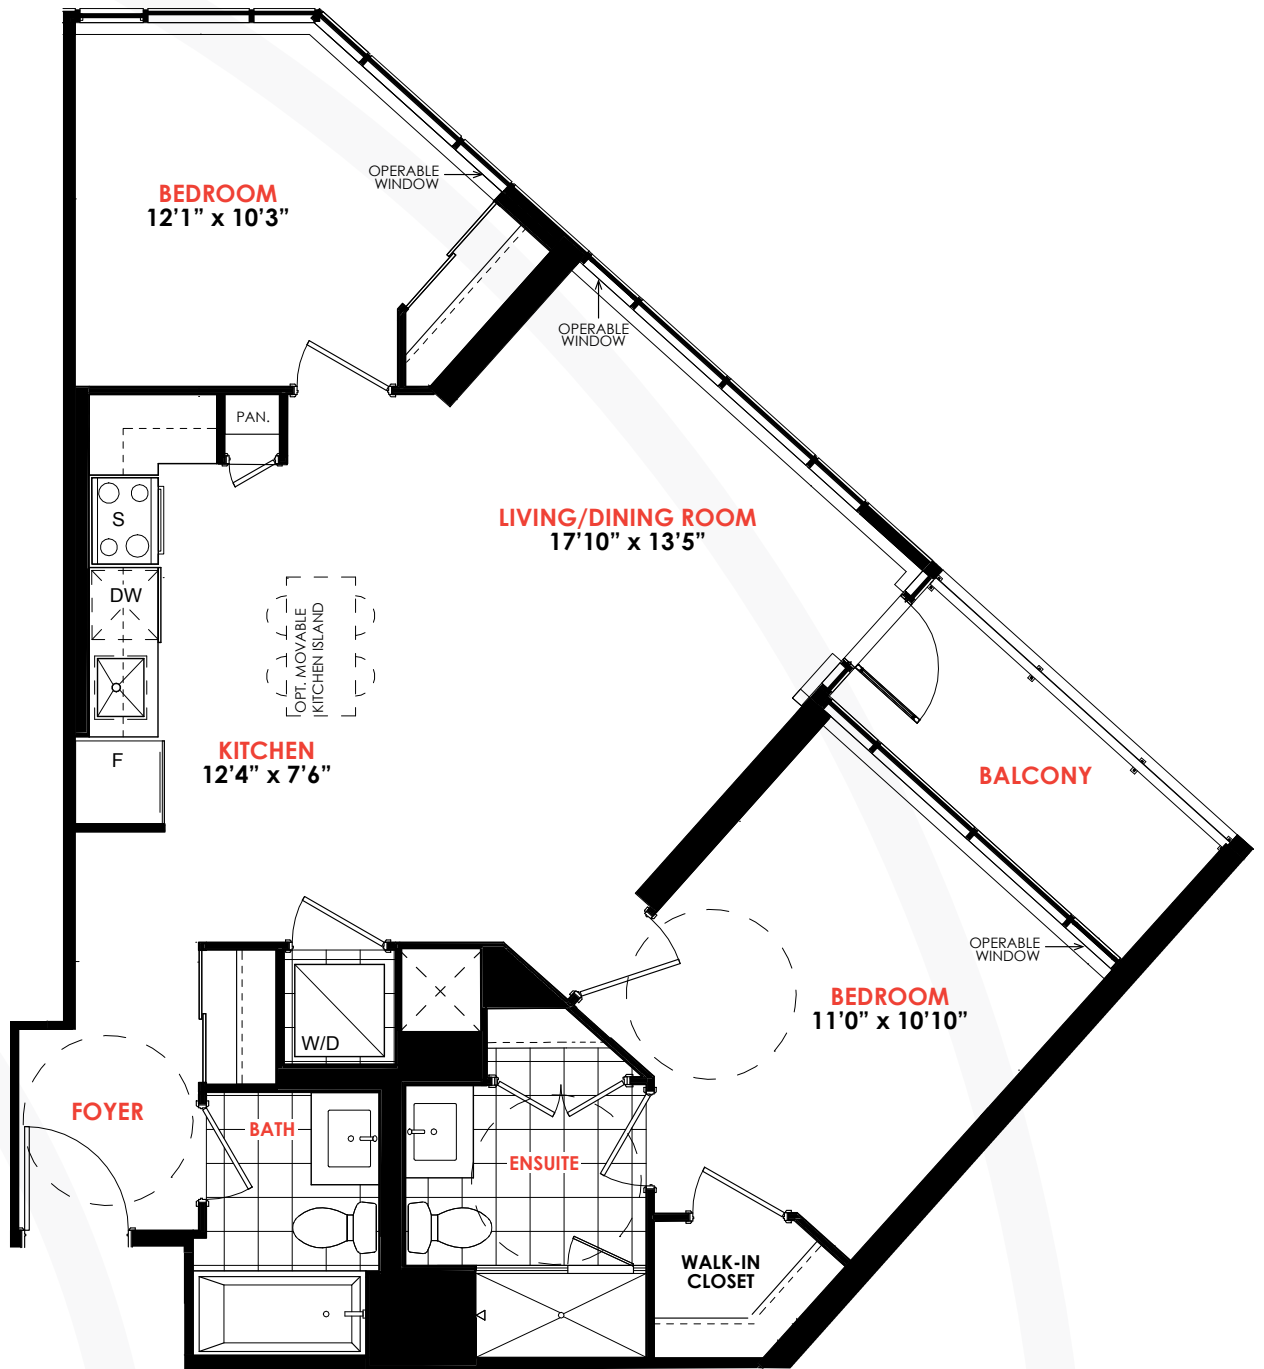 OPERABLE
WINDOW
BEDROOM
12’1” x 10’3”
OPERABLE
WINDOW
PAN.
S
LIVING/DINING ROOM
17’10” x 13’5”
DW
OPT. MOVABLE
KITCHEN ISLAND
KITCHEN
12’4” x 7’6”
F
BALCONY
OPERABLE
WINDOW
BEDROOM
11’0” x 10’10”
W/D
FOYER
BATH
ENSUITE
WALK-IN
CLOSET